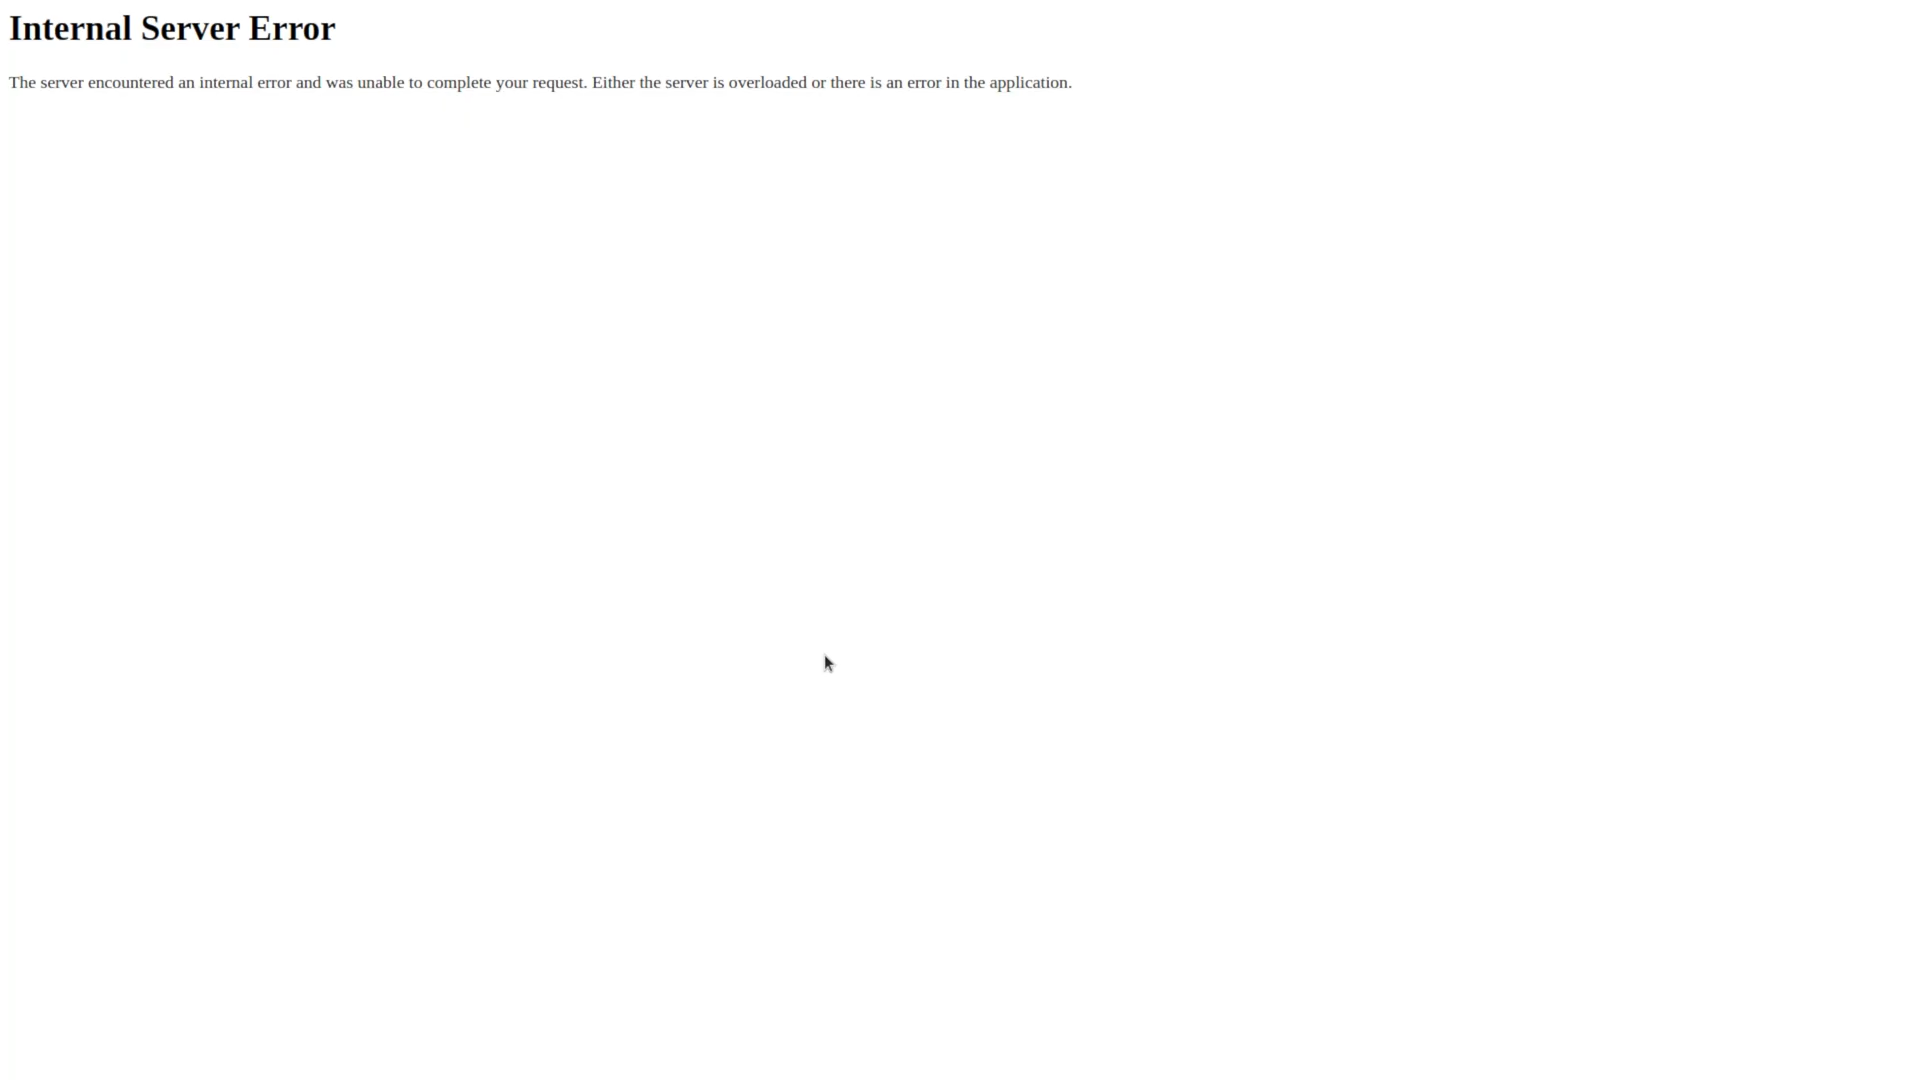 Internal Server Error
The server encountered an internal error and was unable to complete your request. Either the server is overloaded or there is an error in the application.